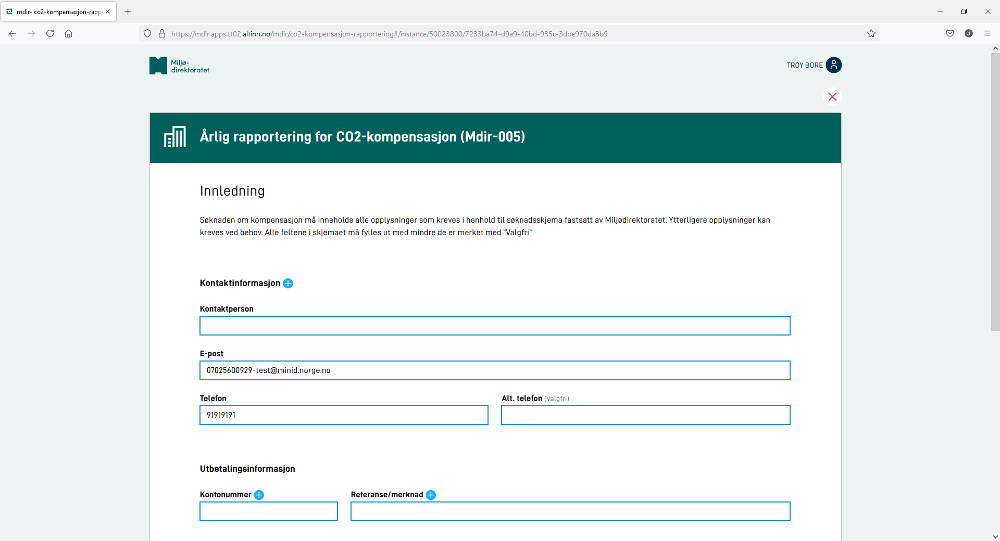 mdir- co2-kompensasjon-rapp
https://mdir.apps.tt02.altinn.no/mdir/co2-kompensasjon-rapportering#/instance/50023800/7233ba74-d9a9-40bd-935c-3dbe970da3b9
J
Miljø-
direktoratet
TROY BORE
Årlig rapportering for CO2-kompensasjon (Mdir-005)
Innledning
Søknaden om kompensasjon må inneholde alle opplysninger som kreves i henhold til søknadsskjema fastsatt av Miljødirektoratet. Ytterligere opplysninger kan
kreves ved behov. Alle feltene i skjemaet må fylles ut med mindre de er merket med "Valgfri"
Kontaktinformasjon
Kontaktperson
E-post
07025600929-test@minid.norge.no
Telefon
Alt. telefon (Valgfri)
91919191
Utbetalingsinformasjon
Kontonummer
Referanse/merknad